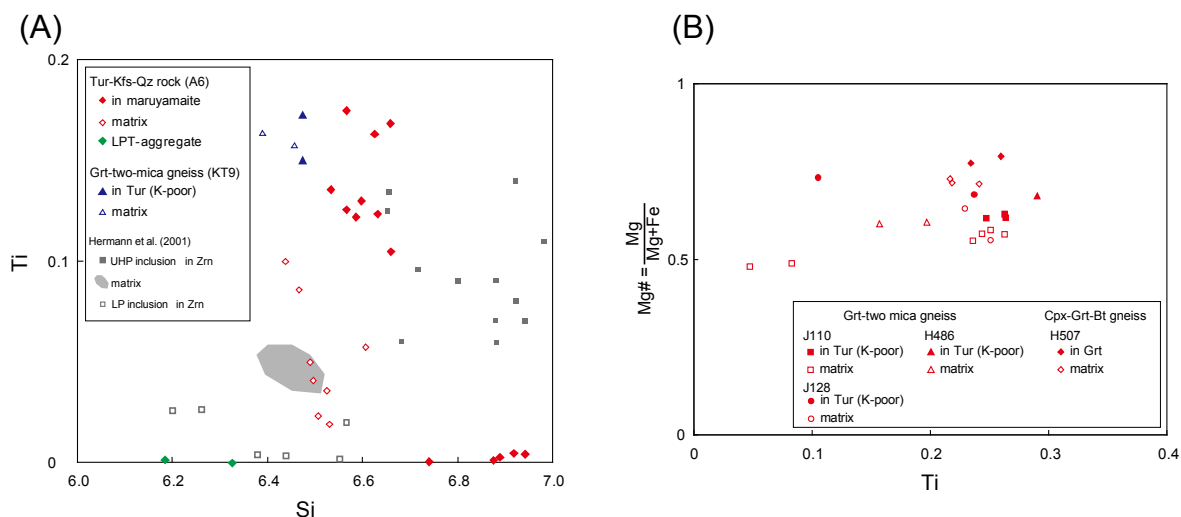 (A)
0.2
0.1
0
Ti
6.0
6.2
6.4
6.6
6.8
7.0
Si
Tur-Kfs-Qz rock (A6)
in maruyamaite
matrix
LPT-aggregate
Grt-two-mica gneiss (KT9)
in Tur (K-poor)
matrix
Hermann et al. (2001)
UHP inclusion in Zrn
matrix
LP inclusion in Zrn
(B)
1
0.5
0
Mg# = Mg
Mg+Fe
0
0.1
0.2
0.3
0.4
Ti
Grt-two mica gneiss
Cpx-Grt-Bt gneiss
J110
H486
H507
in Tur (K-poor)
in Tur (K-poor)
in Grt
matrix
matrix
matrix
J128
in Tur (K-poor)
matrix